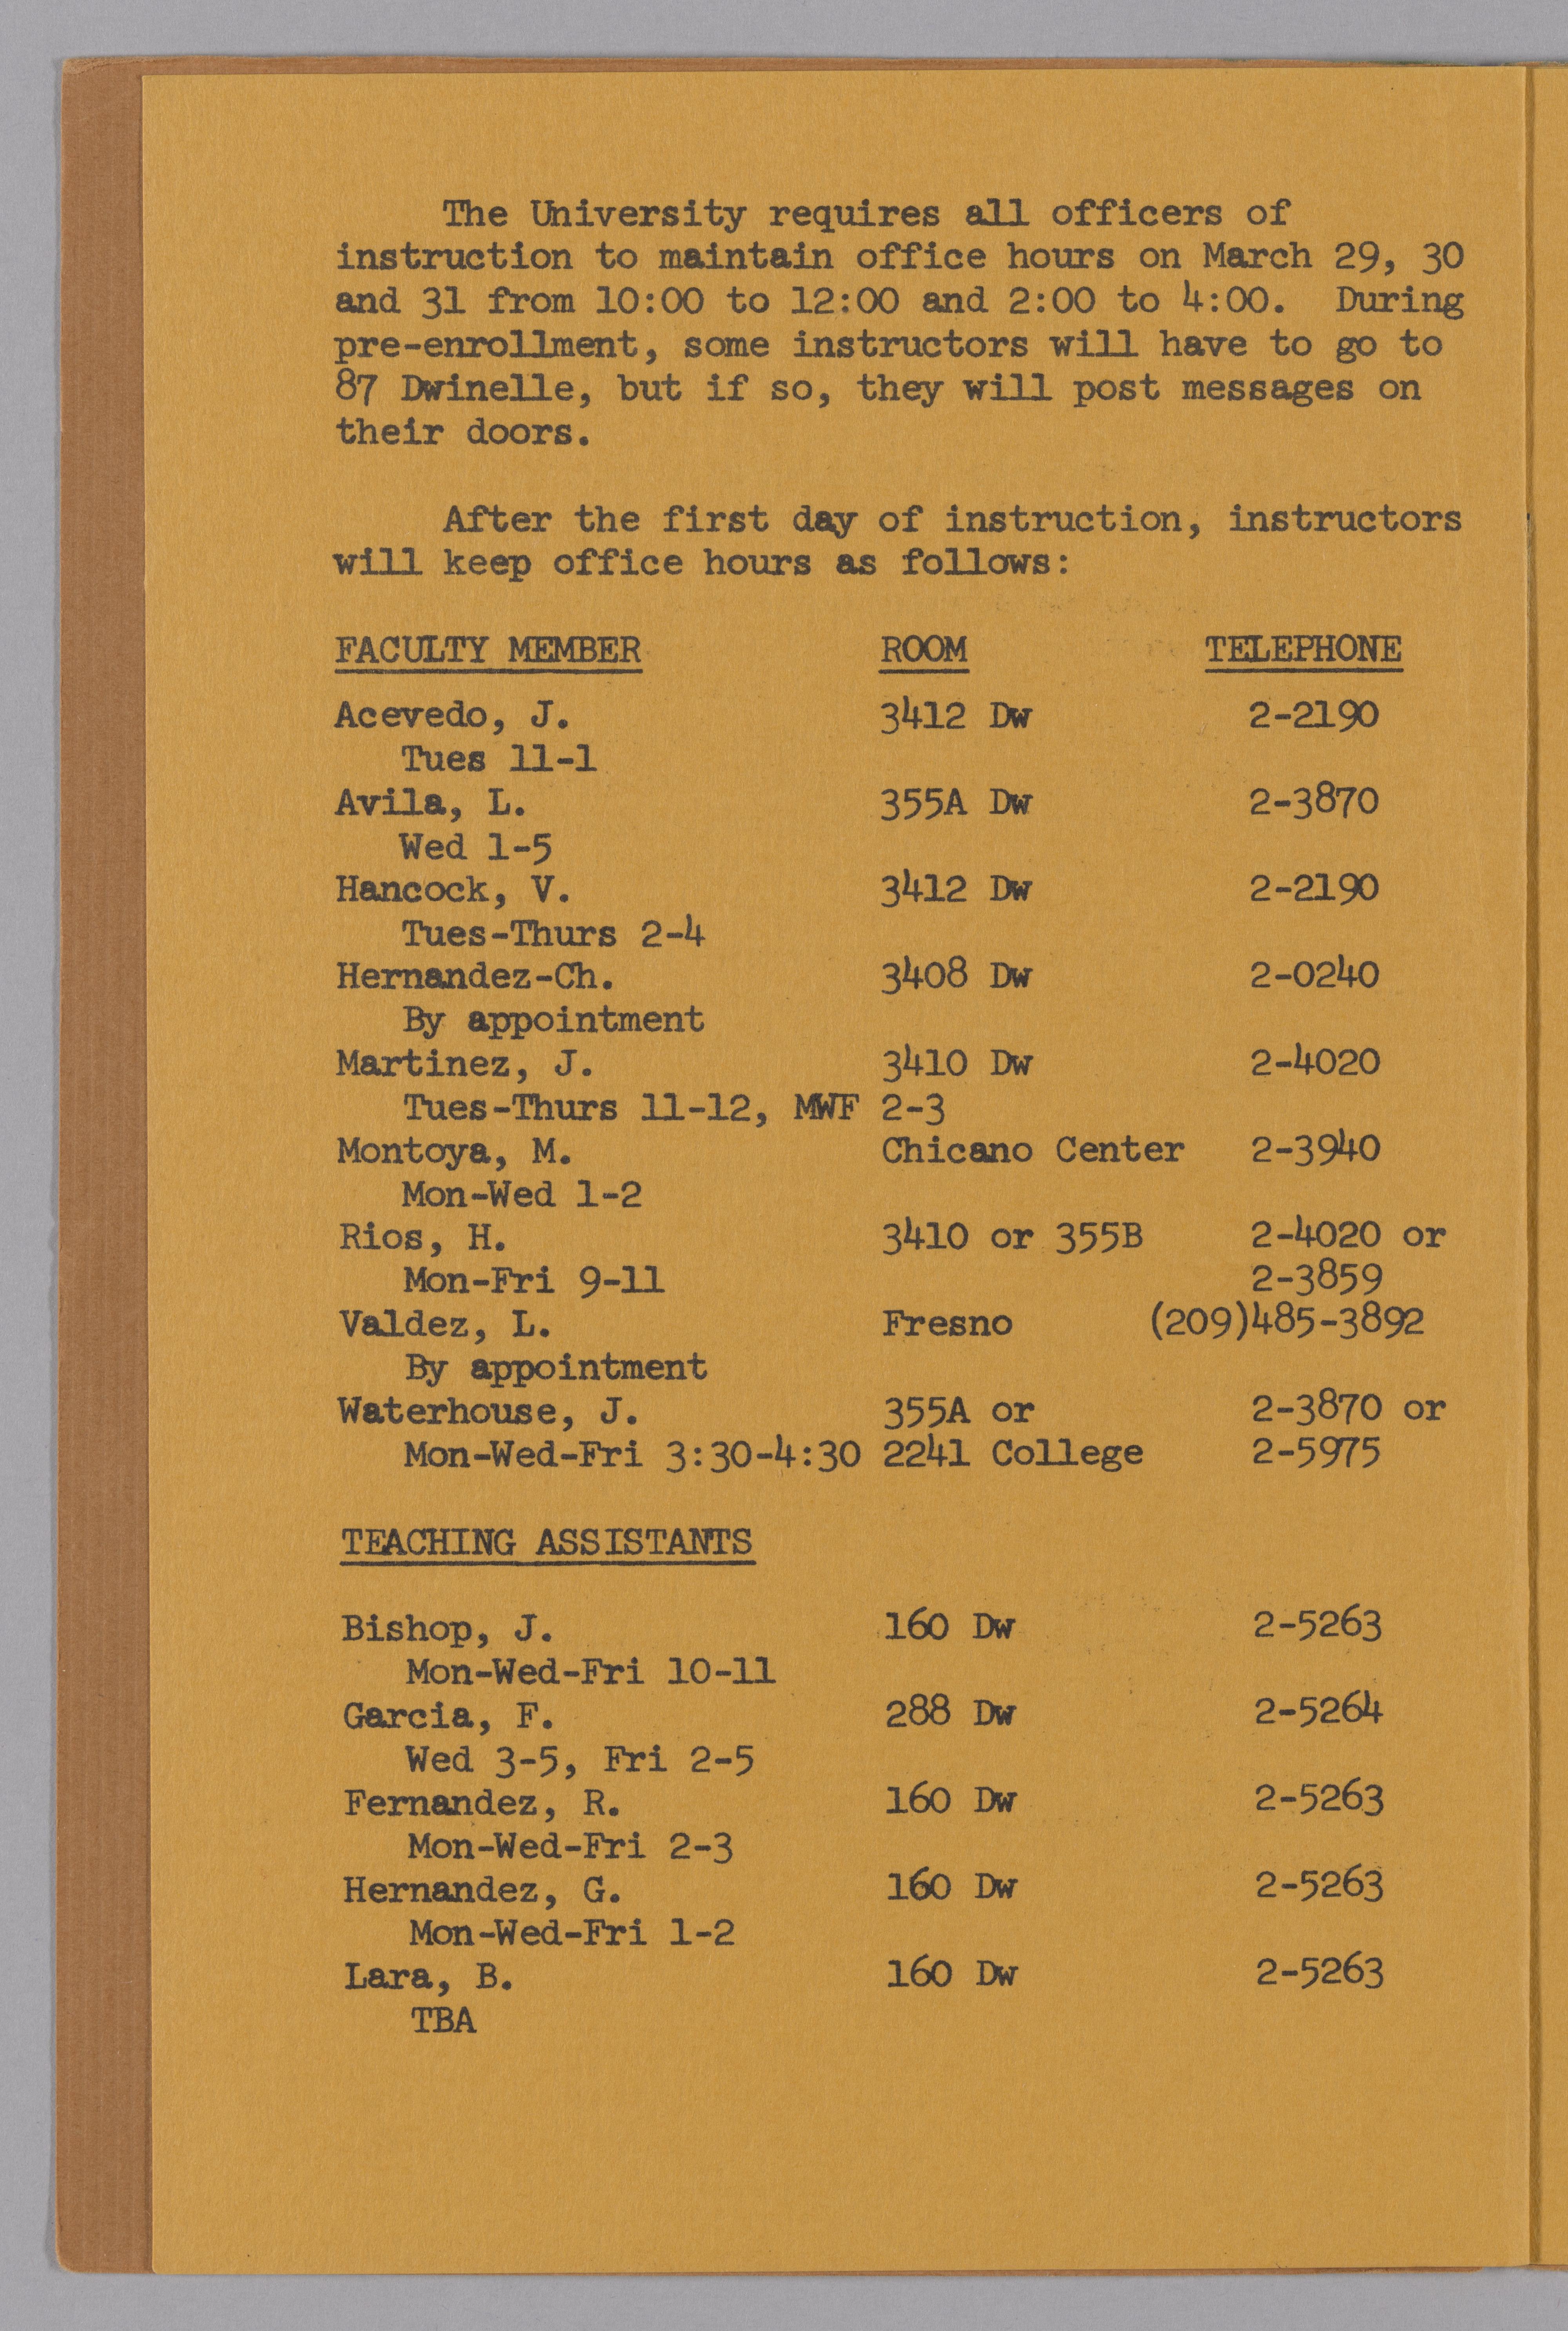 The University requires all officers of
instruction to maintain office hours on March 29, 30
and 31 from 10:00 to 12:00 and 2:00 to 4:00. During
pre-enrollment, some instructors will have to go to
87 Dwinelle, but if so, they will post messages on
their doors.
After the first day of instruction, instructors
will keep office hours as follows:
FACULTY MEMBER ROOM TELEPHONE
Acevedo, J. 3412 Dw 2-2190
Tues 11-1
Avila, L. 355A Dw 2-3870
Wed 1-5
Hancock, V. 3412 Dw 2-2190
Tues-Thurs 2-4
Hernandez-Ch. 3408 Dw 2-0240
By appointment
Martinez, J. 3410 Dw 2-4020
Tues-Thurs 11-12, MWF 2-3
Montoya, M. Chicano Center 2-3940
Mon-Wed 1-2
Rios, H. 3410 or 355B 2-4020 or
Mon-Fri 9-11 2-3859
Valdez, L. Fresno (209)485-3892
By appointment
Waterhouse, J. 355A or 2-3870 or
Mon-Wed-Fri 3:30-4:30 2241 College 2-5975
TEACHING ASSISTANTS
Bishop, J. 160 Dw 2-5263
Mon-Wed-Fri 10-11
Garcia, F. 288 Dw 2-5264
Wed 3-5, Fri 2-5
Fernandez, R. 160 Dw 2-5263
Mon-Wed-Fri 2-3
Hernandez, G. 160 Dw 2-5263
Mon-Wed-Fri 1-2
Lara, B. 160 Dw 2-5263
TBA